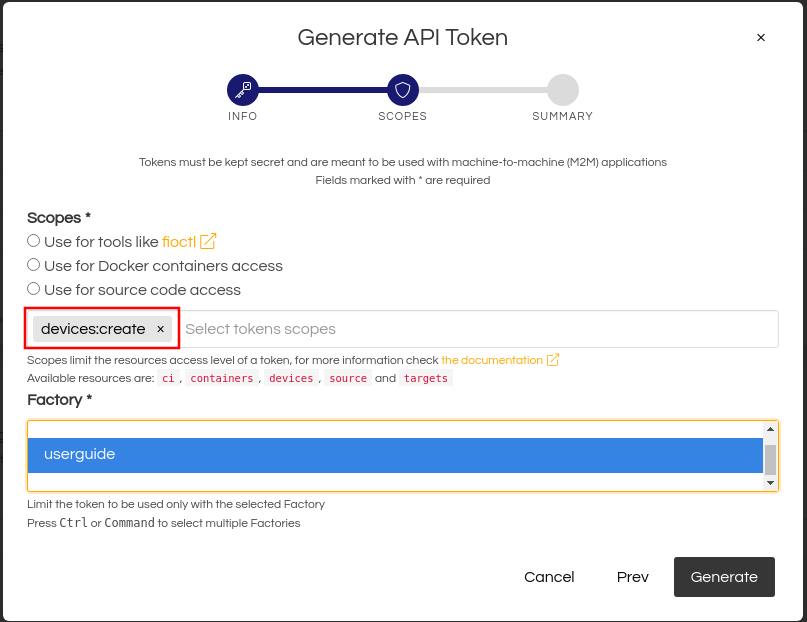 Generate API Token
×
INFO
SCOPES
SUMMARY
Tokens must be kept secret and are meant to be used with machine-to-machine (M2M) applications
Fields marked with * are required
Scopes *
Use for tools like fioctl
Use for Docker containers access
Use for source code access
devices:create × Select tokens scopes
Scopes limit the resources access level of a token, for more information check the documentation
Available resources are: ci , containers , devices , source and targets
Factory *
userguide
Limit the token to be used only with the selected Factory
Press Ctrl or Command to select multiple Factories
Cancel
Prev
Generate